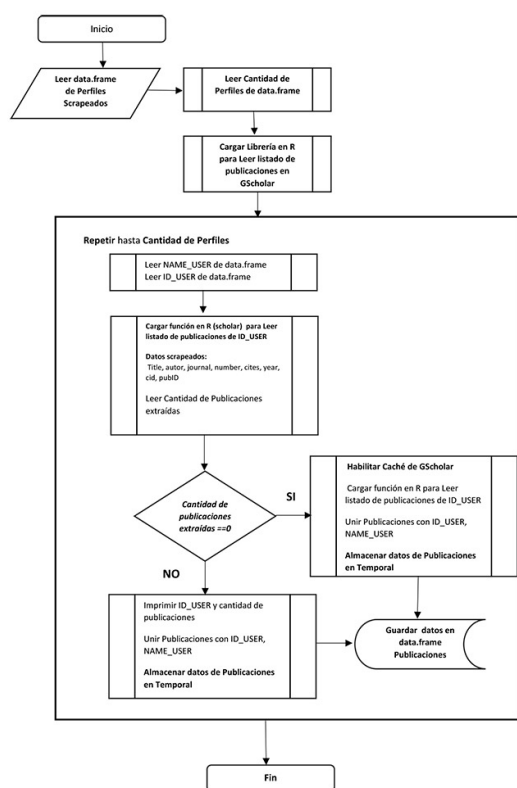 Inicio
Leer data.frame
de Perfiles
Scrapeados
Leer Cantidad de
Perfiles de data.frame
Cargar Librería en R
para Leer listado de
publicaciones en
GScholar
Repetir hasta Cantidad de Perfiles
Leer NAME_USER de data.frame
Leer ID_USER de data.frame
Cargar función en R (scholar) para Leer
listado de publicaciones de ID_USER
Datos scrapeados:
Title, autor, journal, number, cites, year,
cid, pubID
Leer Cantidad de Publicaciones
extraídas
Cantidad de
publicaciones
extraídas ==0
SI
Habilitar Caché de GScholar
Cargar función en R para Leer
listado de publicaciones de ID_USER
Unir Publicaciones con ID_USER,
NAME_USER
Almacenar datos de Publicaciones
en Temporal
NO
Imprimir ID_USER y cantidad de
publicaciones
Unir Publicaciones con ID_USER,
NAME_USER
Almacenar datos de Publicaciones
en Temporal
Guardar datos en
data.frame
Publicaciones
Fin